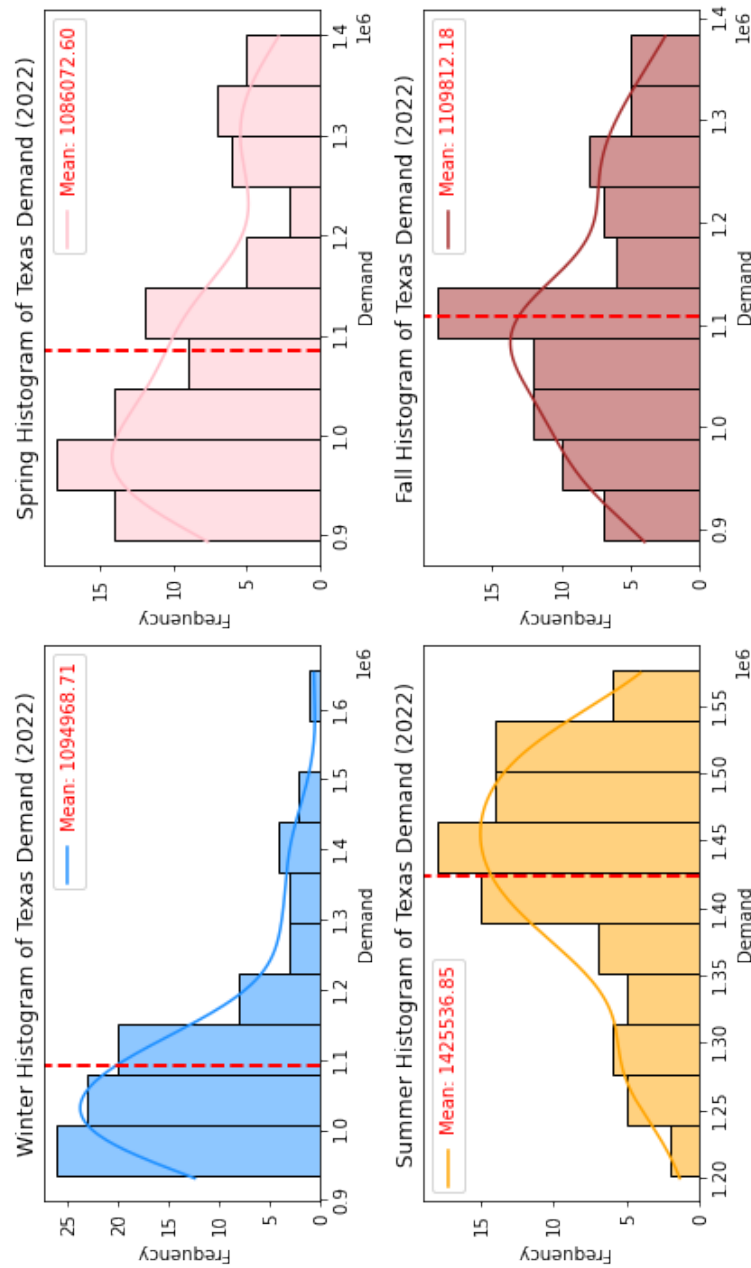 Winter Histogram of Texas Demand (2022)
Mean: 1094968.71
Frequency
25
20
15
10
5
0
0.9 1.0 1.1 1.2 1.3 1.4 1.5 1.6
1e6
Demand
Spring Histogram of Texas Demand (2022)
Mean: 1086072.60
Frequency
15
10
5
0
0.9 1.0 1.1 1.2 1.3 1.4
1e6
Demand
Summer Histogram of Texas Demand (2022)
Mean: 1425536.85
Frequency
15
10
5
0
1.20 1.25 1.30 1.35 1.40 1.45 1.50 1.55
1e6
Demand
Fall Histogram of Texas Demand (2022)
Mean: 1109812.18
Frequency
15
10
5
0
0.9 1.0 1.1 1.2 1.3 1.4
1e6
Demand